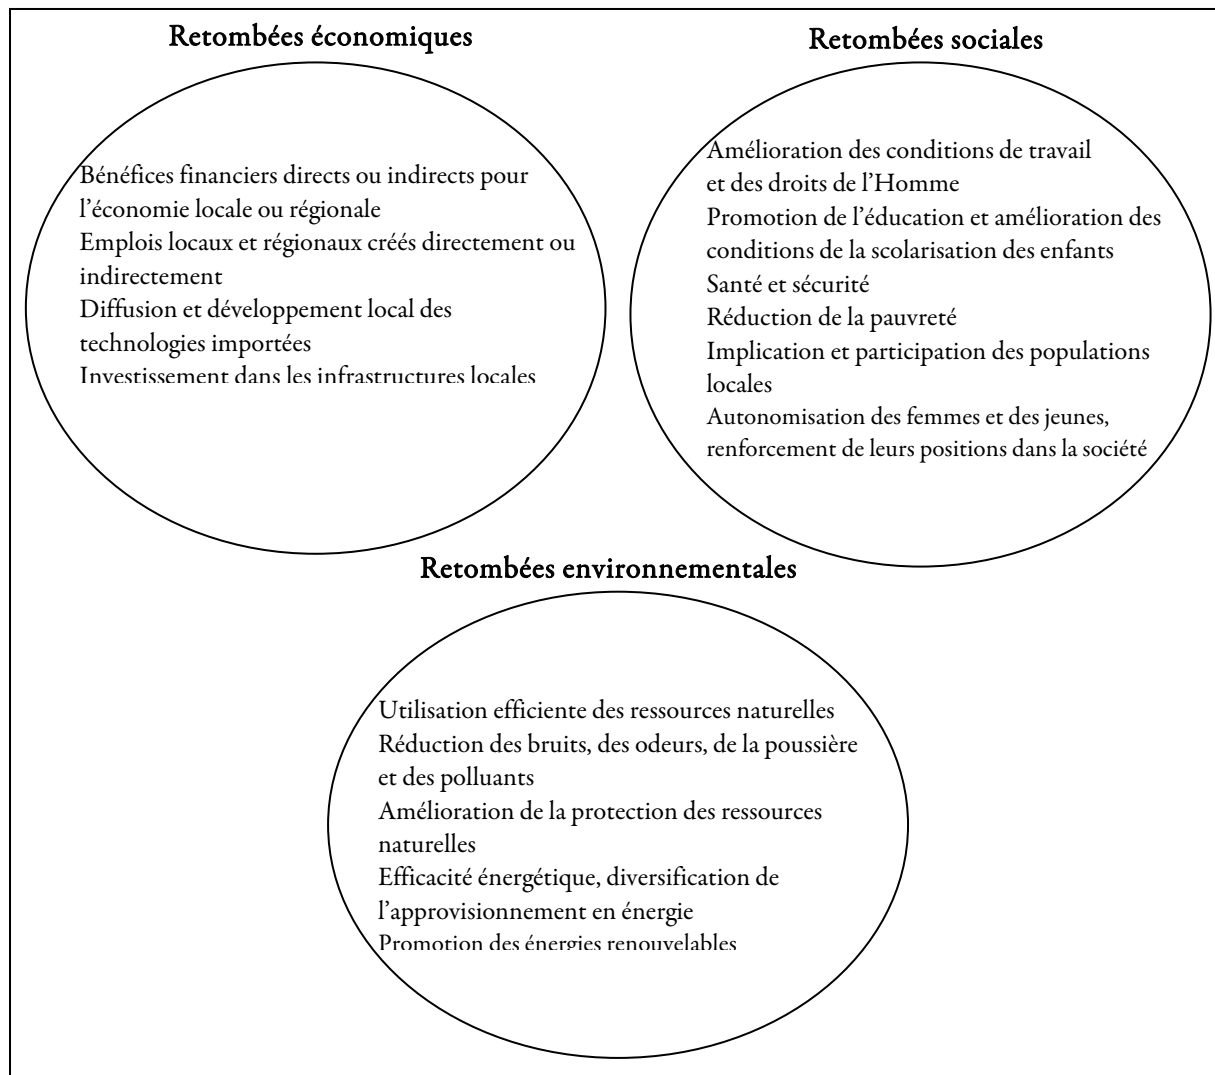 Retombées économiques
Bénéfices financiers directs ou indirects pour
l’économie locale ou régionale
Emplois locaux et régionaux créés directement ou
indirectement
Diffusion et développement local des
technologies importées
Investissement dans les infrastructures locales
Retombées sociales
Amélioration des conditions de travail
et des droits de l’Homme
Promotion de l’éducation et amélioration des
conditions de la scolarisation des enfants
Santé et sécurité
Réduction de la pauvreté
Implication et participation des populations
locales
Autonomisation des femmes et des jeunes,
renforcement de leurs positions dans la société
Retombées environnementales
Utilisation efficiente des ressources naturelles
Réduction des bruits, des odeurs, de la poussière
et des polluants
Amélioration de la protection des ressources
naturelles
Efficacité énergétique, diversification de
l’approvisionnement en énergie
Promotion des énergies renouvelables